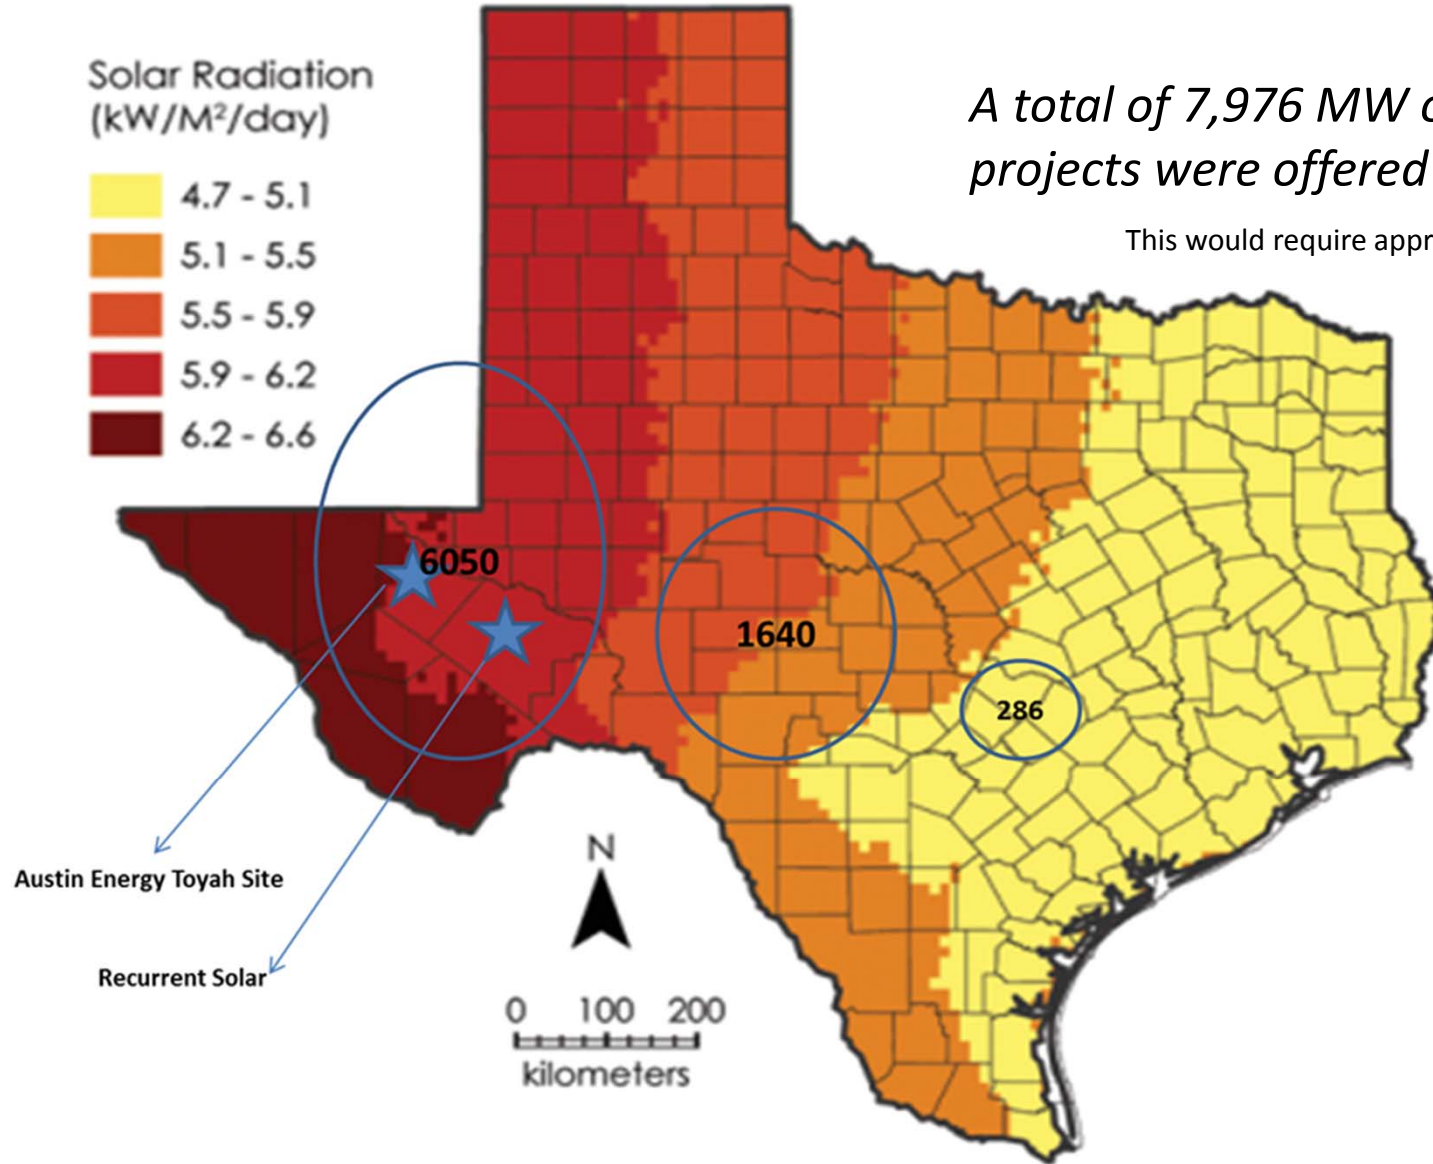 Solar Radiation
(kW/M²/day)
4.7 - 5.1
5.1 - 5.5
5.5 - 5.9
5.9 - 6.2
6.2 - 6.6
A total of 7,976 MW
projects were offered
This would require
6050
1640
286
Austin Energy Toyah Site
Recurrent Solar
N
0 100 200
kilometers